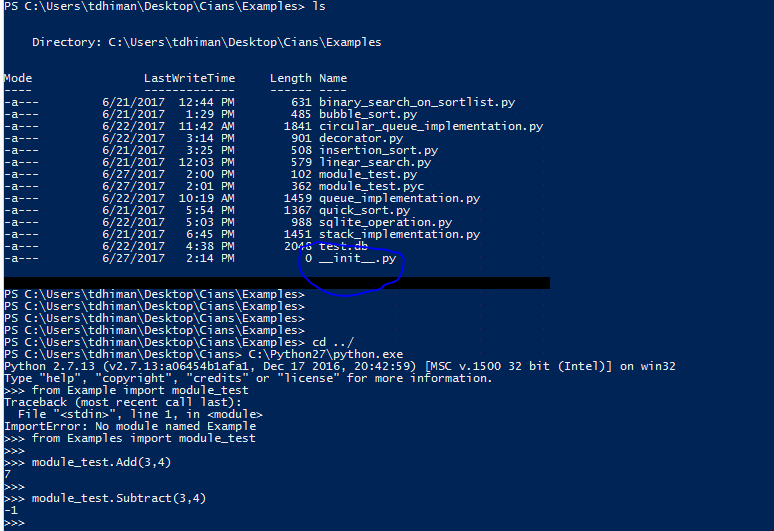 PS C:\Users\tdhiman\Desktop\Cians\Examples> ls
Directory: C:\Users\tdhiman\Desktop\Cians\Examples
Mode LastWriteTime Length Name
---- ------------- ------ ----
-a--- 6/21/2017 12:44 PM 631 binary_search_on_sortlist.py
-a--- 6/21/2017 1:29 PM 485 bubble_sort.py
-a--- 6/22/2017 11:42 AM 1841 circular_queue_implementation.py
-a--- 6/22/2017 3:14 PM 901 decorator.py
-a--- 6/21/2017 3:25 PM 508 insertion_sort.py
-a--- 6/21/2017 12:03 PM 579 linear_search.py
-a--- 6/27/2017 2:00 PM 102 module_test.py
-a--- 6/27/2017 2:01 PM 362 module_test.pyc
-a--- 6/22/2017 10:19 AM 1459 queue_implementation.py
-a--- 6/21/2017 5:54 PM 1367 quick_sort.py
-a--- 6/22/2017 5:03 PM 988 sqlite_operation.py
-a--- 6/21/2017 6:45 PM 1451 stack_implementation.py
-a--- 6/22/2017 4:38 PM 2048 test.db
-a--- 6/27/2017 2:14 PM 0 __init__.py
PS C:\Users\tdhiman\Desktop\Cians\Examples>
PS C:\Users\tdhiman\Desktop\Cians\Examples>
PS C:\Users\tdhiman\Desktop\Cians\Examples>
PS C:\Users\tdhiman\Desktop\Cians\Examples>
PS C:\Users\tdhiman\Desktop\Cians\Examples> cd ../
PS C:\Users\tdhiman\Desktop\Cians> C:\Python27\python.exe
Python 2.7.13 (v2.7.13:a06454b1afa1, Dec 17 2016, 20:42:59) [MSC v.1500 32 bit (Intel)] on win32
Type "help", "copyright", "credits" or "license" for more information.
>>> from Example import module_test
Traceback (most recent call last):
File "<stdin>", line 1, in <module>
ImportError: No module named Example
>>> from Examples import module_test
>>>
>>> module_test.Add(3,4)
7
>>>
>>> module_test.Subtract(3,4)
-1
>>>